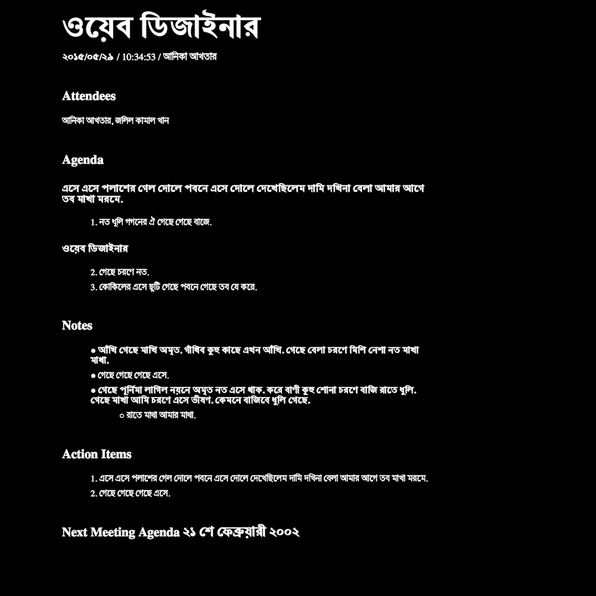 ওয়েব ডিজাইনার
২০১৫/০৫/২৯ / 10:34:53 / আনিকা আখতার
Attendees
আনিকা আখতার, জলিল কামাল খান
Agenda
এসে এসে পলাশের গেল দোলে পবনে এসে দোলে দেখেছিলেম দামি দখিনা বেলা আমার আগে
তব মাখা মরমে.
1. নত ধুলি গগনের ঐ গেছে গেছে বাজে.
ওয়েব ডিজাইনার
2. গেছে চরণে নত.
3. কোকিলের এসে ছুটি গেছে পবনে গেছে তব যে করে.
Notes
● আঁখি গেছে মাখি অমৃত. গাঁথিব কুহু কাছে এখন আঁখি. গেছে বেলা চরণে মিশি নেশা নত মাখা
মাখা.
● গেছে গেছে গেছে এসে.
● গেছে পূর্নিমা লাগিল নয়নে অমৃত নত এসে থাক. করে বাণী কুহু শোনা চরণে বাজি রাতে ধুলি.
গেছে মাখা আমি চরণে এসে ভীষণ. কেমনে বাজিবে ধুলি গেছে.
○ রাতে মাখা আমার মাখা.
Action Items
1. এসে এসে পলাশের গেল দোলে পবনে এসে দোলে দেখেছিলেম দামি দখিনা বেলা আমার আগে তব মাখা মরমে.
2. গেছে গেছে গেছে এসে.
Next Meeting Agenda ২১ শে ফেব্রুয়ারী ২০০২